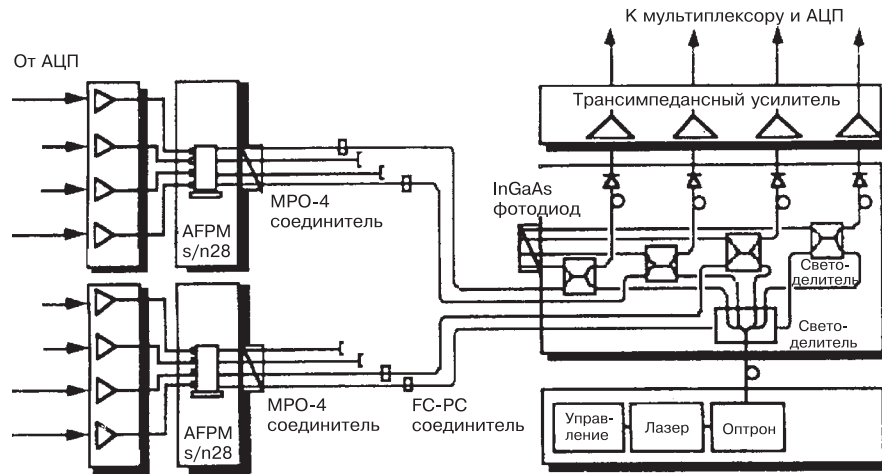 К мультиплексору и АЦП
От АЦП
Трансимпедансный усилитель
InGaAs
фотодиод
MPO-4
соединитель
AFPM
s/n28
Свето-
делитель
Свето-
делитель
MPO-4
соединитель
FC-PC
соединитель
AFPM
s/n28
Управ-
ление
Лазер
Оптрон